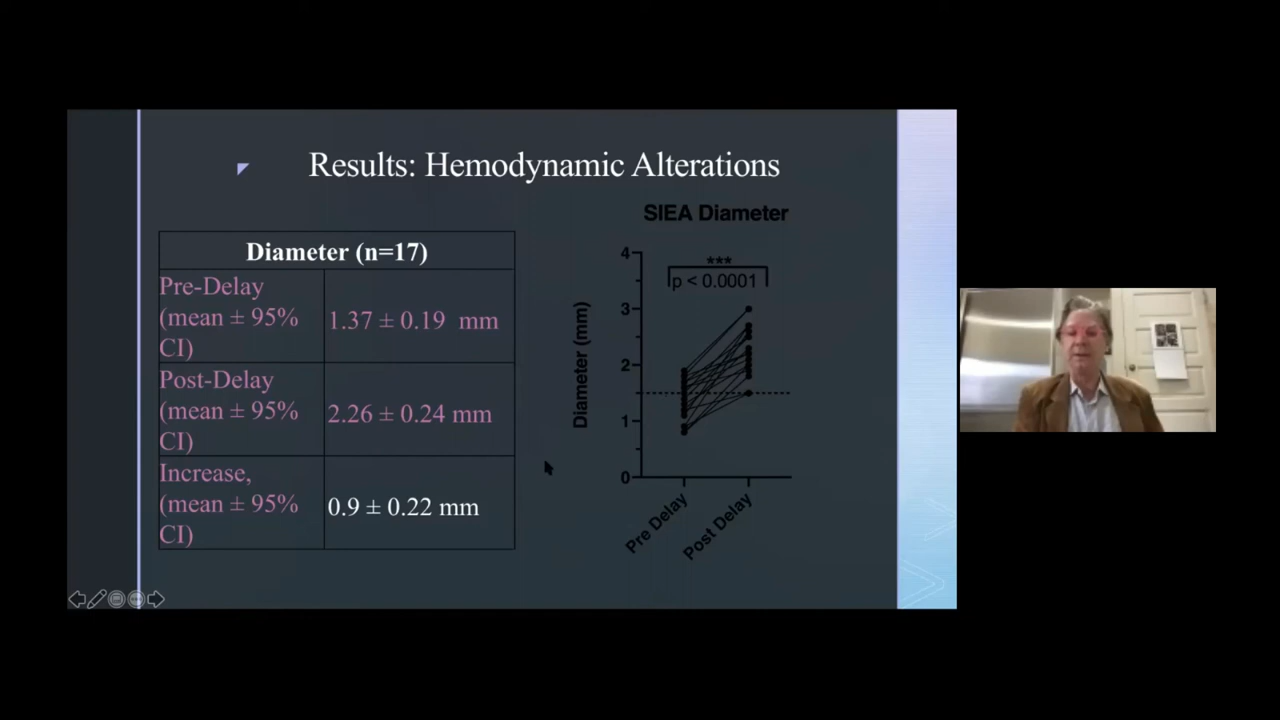 Results: Hemodynamic Alterations
Diameter (n=17)
Pre-Delay
(mean ± 95%
CI)
1.37 ± 0.19 mm
Post-Delay
(mean ± 95%
CI)
2.26 ± 0.24 mm
Increase,
(mean ± 95%
CI)
0.9 ± 0.22 mm
SIEA Diameter
***
p < 0.0001
Diameter (mm)
4
3
2
1
0
Pre Delay
Post Delay